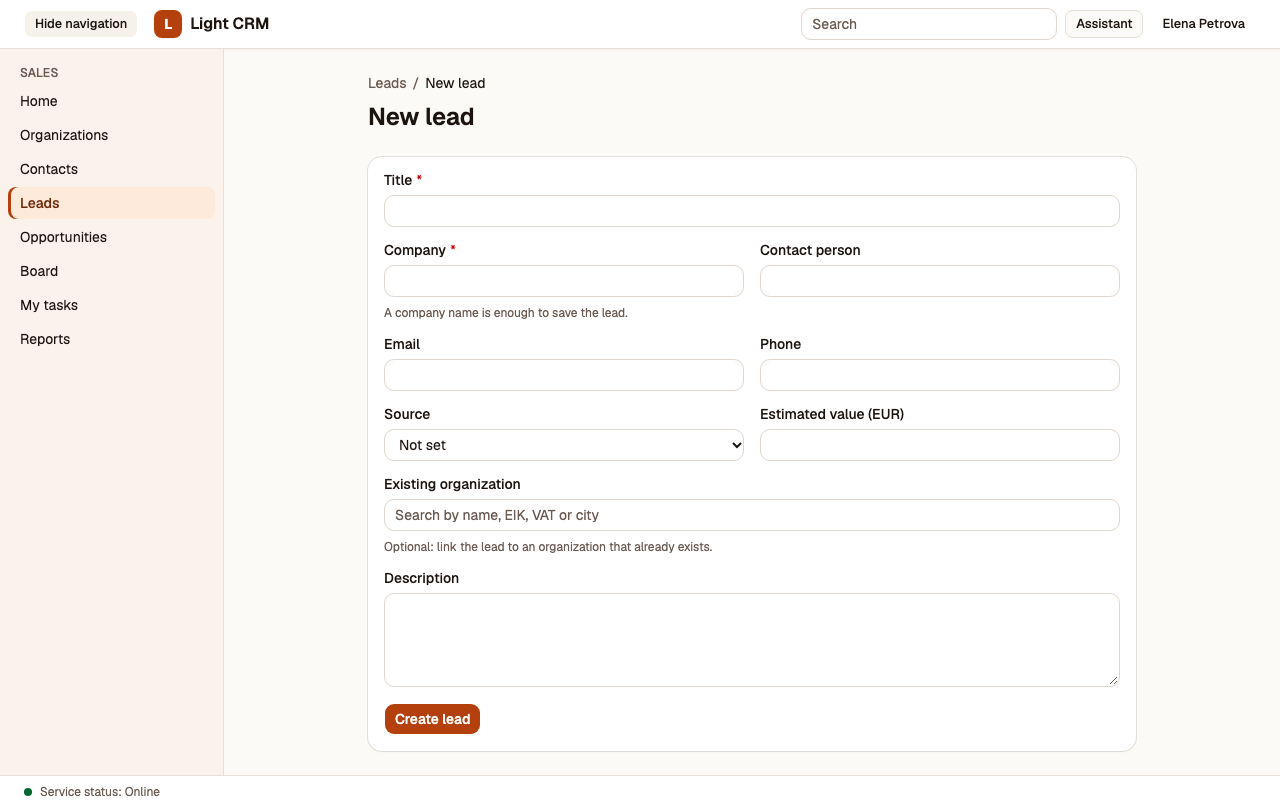 Hide navigation
L
Light CRM
Search
Assistant
Elena Petrova
SALES
Home
Organizations
Contacts
Leads
Opportunities
Board
My tasks
Reports
Leads / New lead
New lead
Title *
Company *
Contact person
A company name is enough to save the lead.
Email
Phone
Source
Estimated value (EUR)
Not set
Existing organization
Search by name, EIK, VAT or city
Optional: link the lead to an organization that already exists.
Description
Create lead
Service status: Online